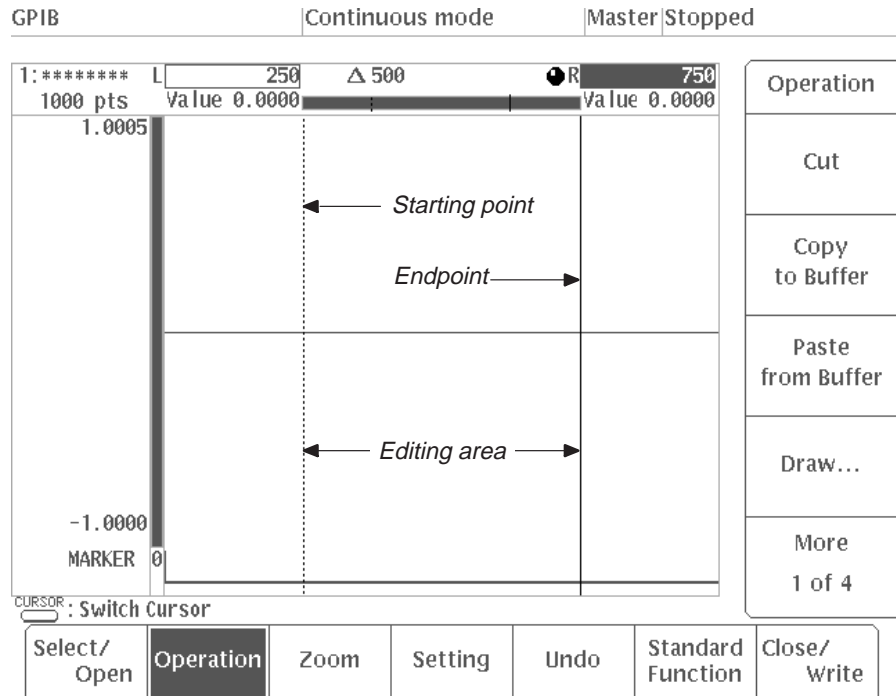 GPIB Continuous mode Master Stopped
1:******** L 250 Δ 500 R 750
1000 pts Value 0.0000 Value 0.0000
1.0005
Starting point
Endpoint
Editing area
-1.0000
MARKER 0
CURSOR : Switch Cursor
Operation
Cut
Copy
to Buffer
Paste
from Buffer
Draw...
More
1 of 4
Select/
Open
Operation
Zoom
Setting
Undo
Standard
Function
Close/
Write